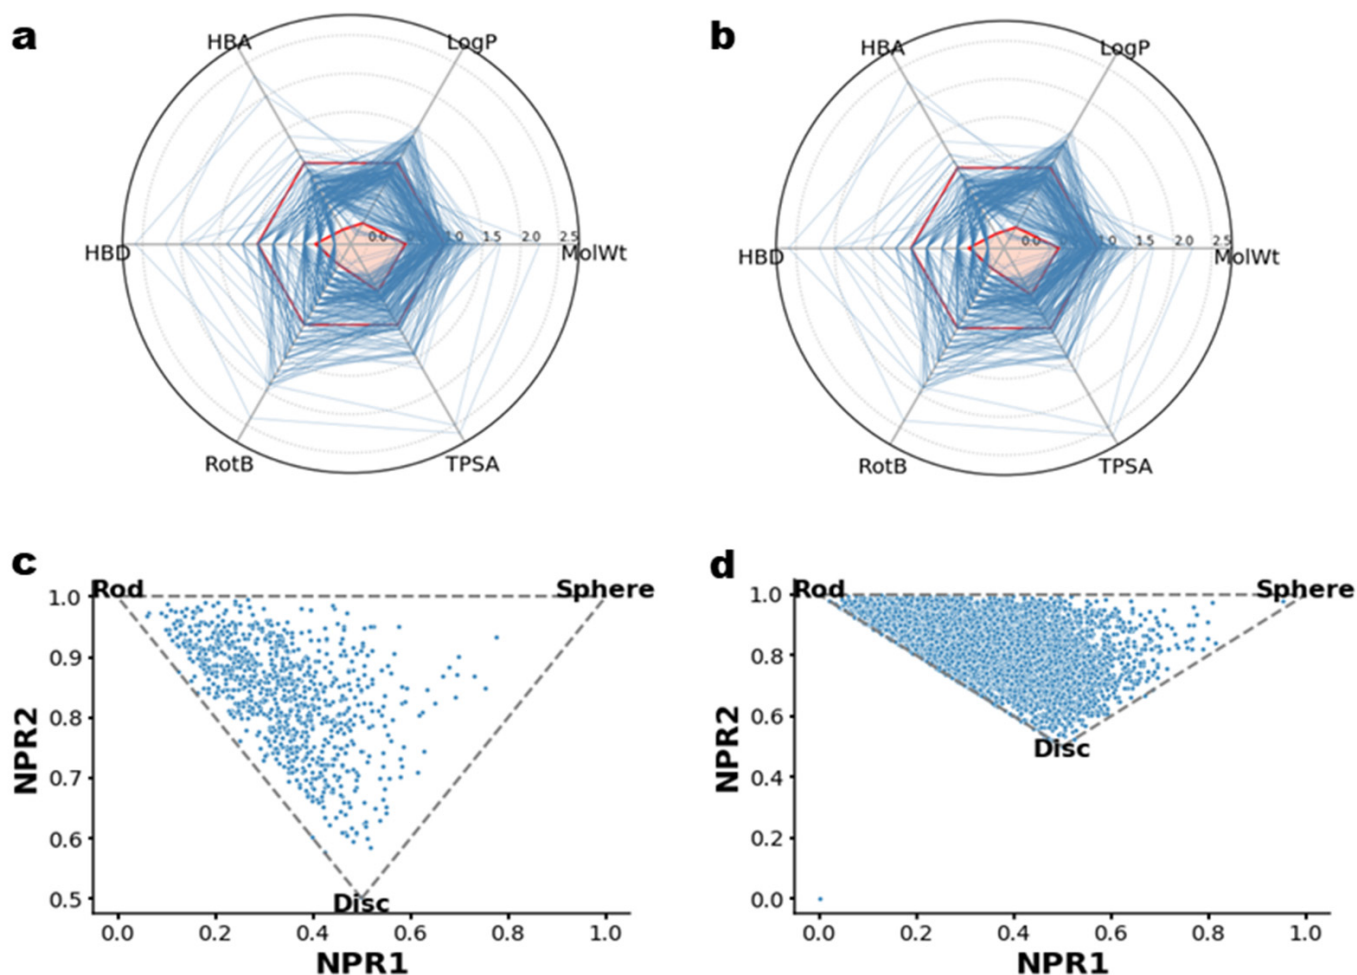 a
HBA
LogP
HBD
0.0
1.0
1.5
2.0
2.5
MolWt
RotB
TPSA
b
HBA
LogP
HBD
0.0
1.0
1.5
2.0
2.5
MolWt
RotB
TPSA
c
Rod
Sphere
1.0
0.9
0.8
0.7
0.6
0.5
NPR2
Disc
0.0
0.2
0.4
0.6
0.8
1.0
NPR1
d
Rod
Sphere
1.0
0.8
0.6
0.4
0.2
0.0
NPR2
Disc
0.0
0.2
0.4
0.6
0.8
1.0
NPR1